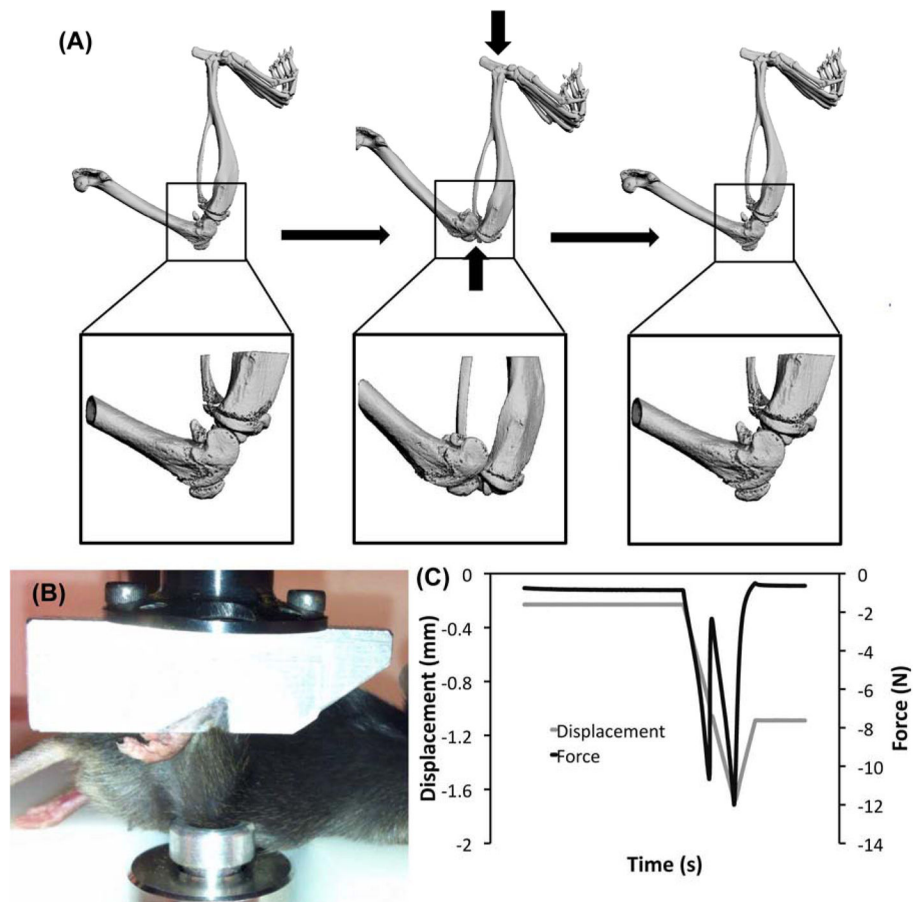 (A)
(B)
(C)
0
-0.4
-0.8
-1.2
-1.6
-2
Displacement (mm)
Displacement
Force
0
-2
-4
-6
-8
-10
-12
-14
Force (N)
Time (s)